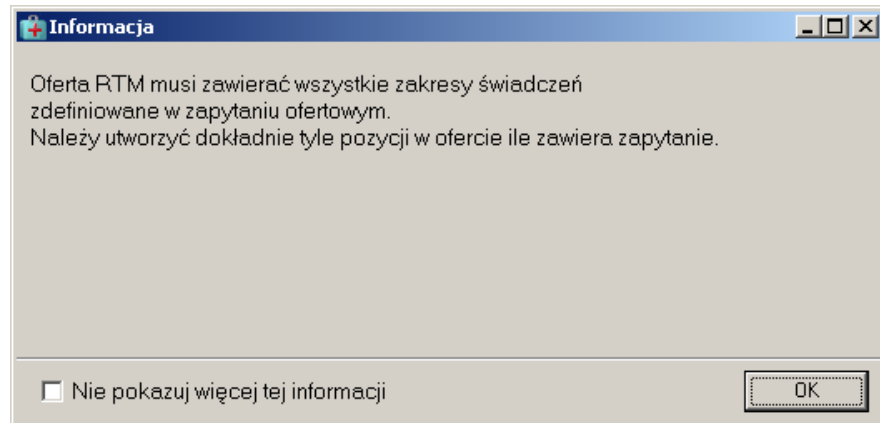 Informacja
Oferta RTM musi zawierać wszystkie zakresy świadczeń
zdefiniowane w zapytaniu ofertowym.
Należy utworzyć dokładnie tyle pozycji w ofercie ile zawiera zapytanie.
Nie pokazuj więcej tej informacji
OK